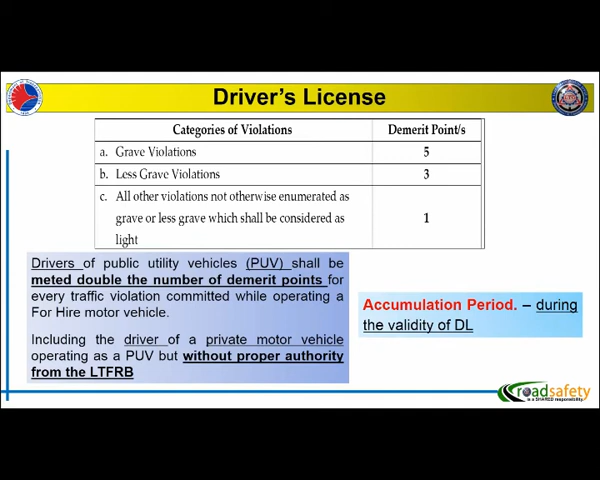 Driver's License
Categories of Violations Demerit Point/s
a. Grave Violations 5
b. Less Grave Violations 3
c. All other violations not otherwise enumerated as
grave or less grave which shall be considered as 1
light
Drivers of public utility vehicles (PUV) shall be
meted double the number of demerit points for
every traffic violation committed while operating a
For Hire motor vehicle.
Including the driver of a private motor vehicle
operating as a PUV but without proper authority
from the LTFRB
Accumulation Period. – during
the validity of DL
roadsafety
is a SHARED responsibility.